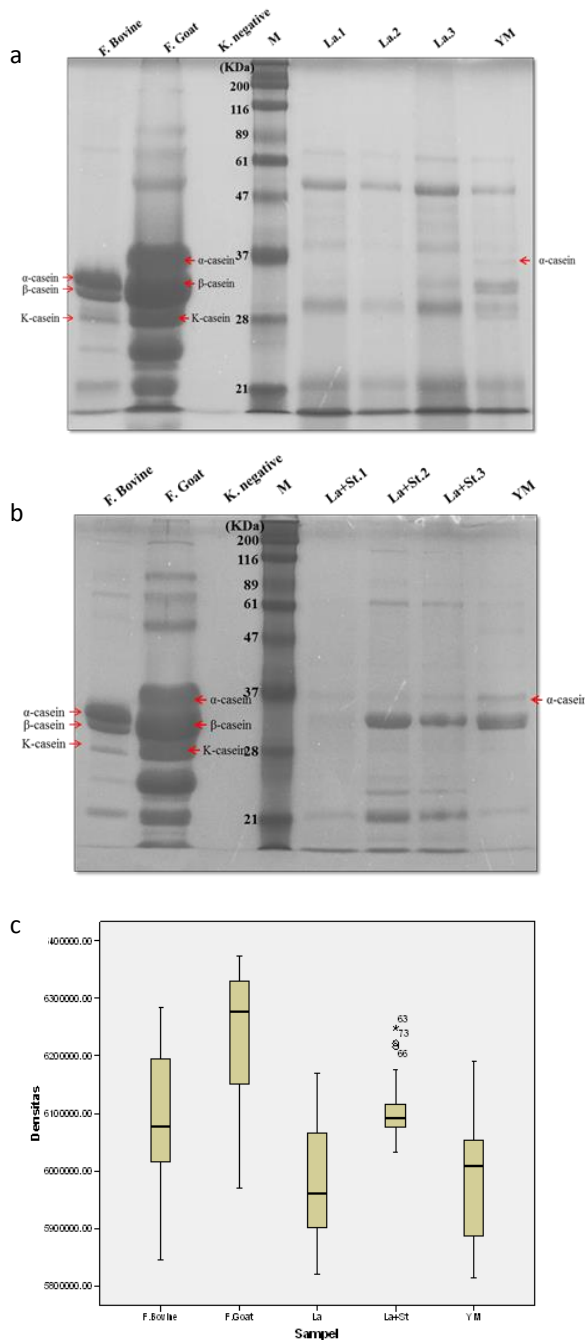 a
F. Bovine F. Goat K. negative M La.1 La.2 La.3 YM
(KDa)
200
116
89
61
47
37
α-casein α-casein α-casein
β-casein β-casein
K-casein K-casein
28
21
b
F. Bovine F. Goat K. negative M La+St.1 La+St.2 La+St.3 YM
(KDa)
200
116
89
61
47
37
α-casein α-casein α-casein
β-casein β-casein
K-casein K-casein
28
21
c
6400000.00
6300000.00
6200000.00
6100000.00
6000000.00
5900000.00
5800000.00
Densitas
63
73
66
F.Bovine F.Goat La La+St YM
Sampel